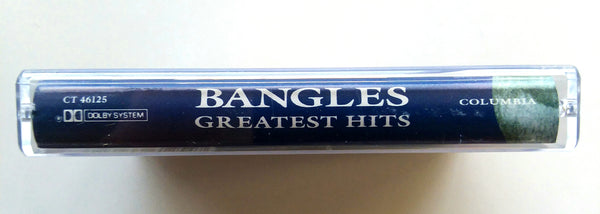 CT 46125
DOLBY SYSTEM
BANGLES
GREATEST HITS
COLUMBIA